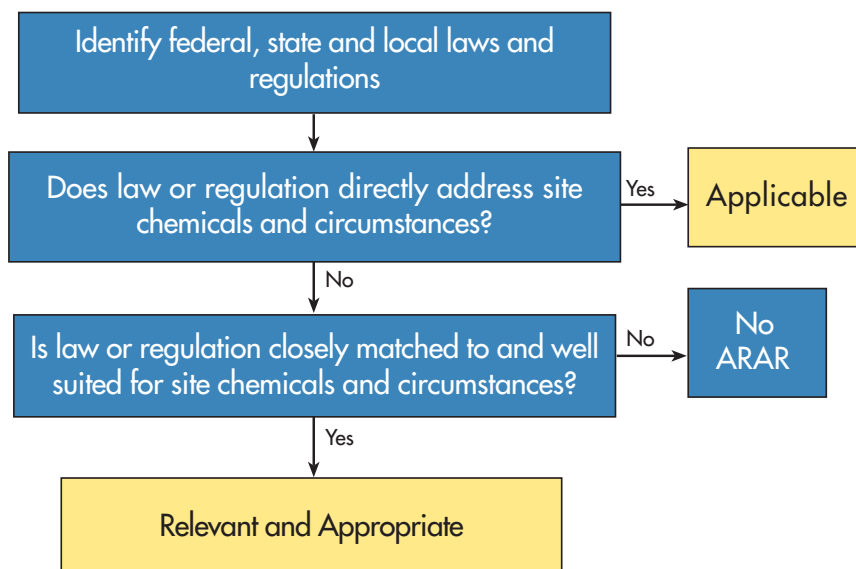 Identify federal, state and local laws and
regulations
Does law or regulation directly address site
chemicals and circumstances?
Yes
Applicable
No
Is law or regulation closely matched to and well
suited for site chemicals and circumstances?
No
No
ARAR
Yes
Relevant and Appropriate